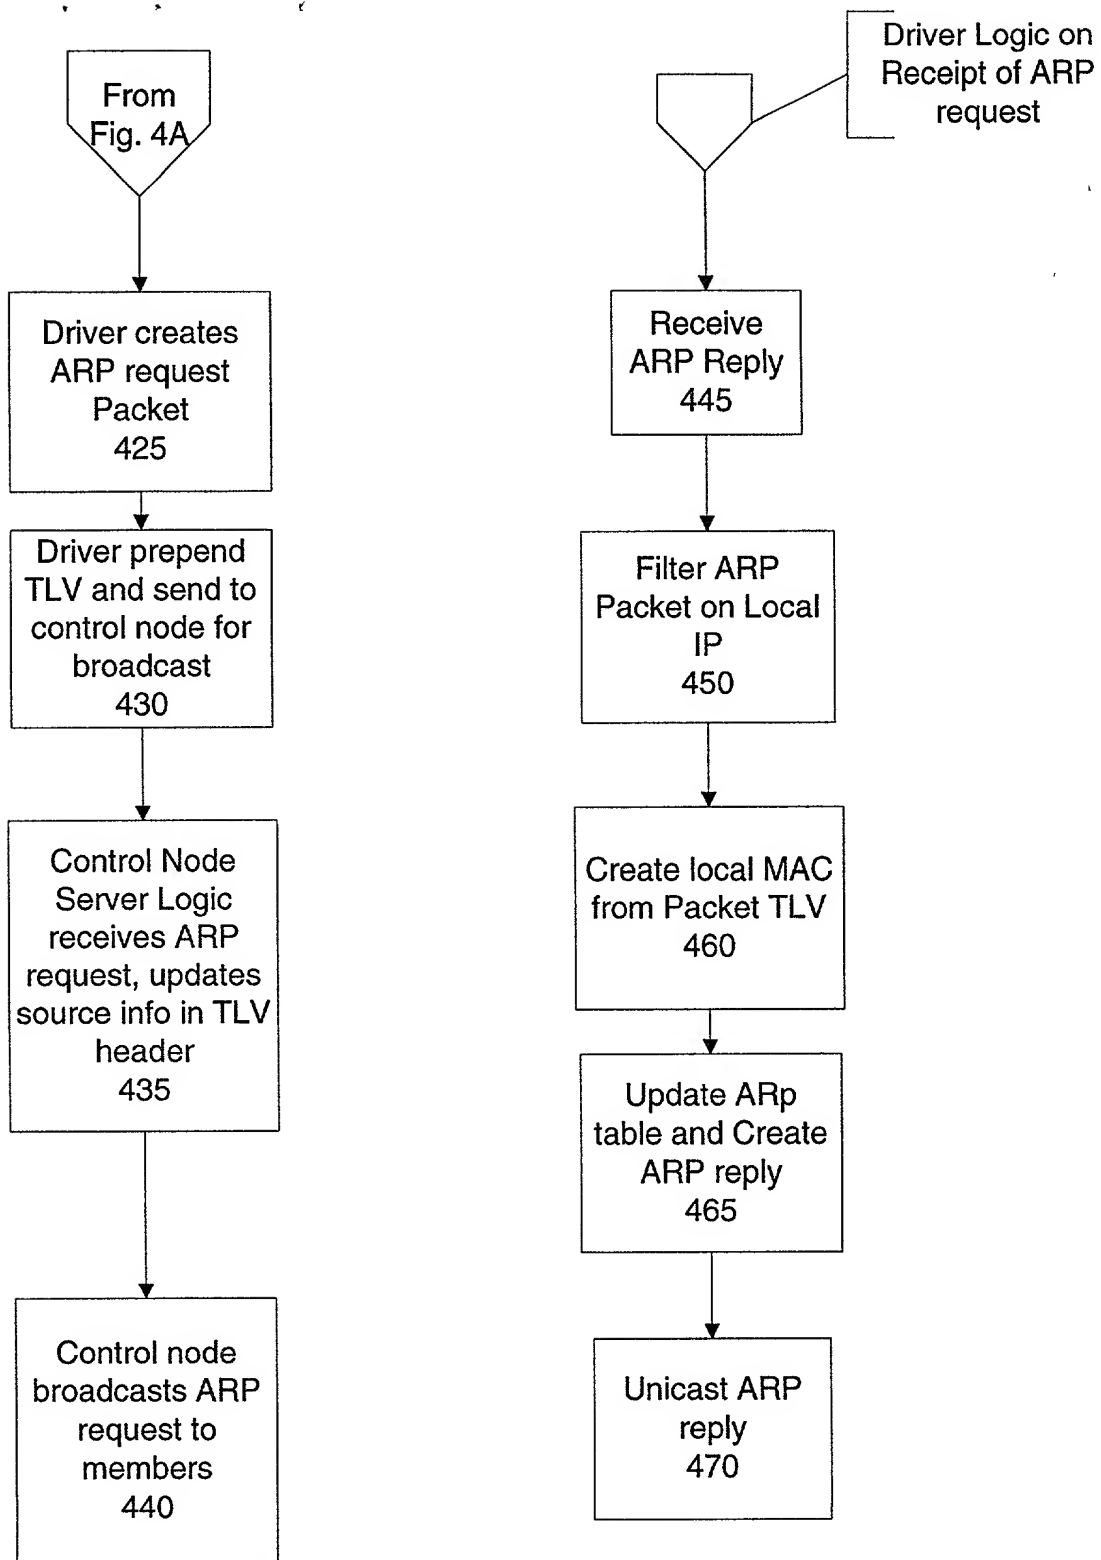 From
Fig. 4A
Driver creates
ARP request
Packet
425
Driver prepend
TLV and send to
control node for
broadcast
430
Control Node
Server Logic
receives ARP
request, updates
source info in TLV
header
435
Control node
broadcasts ARP
request to
members
440
Driver Logic on
Receipt of ARP
request
Receive
ARP Reply
445
Filter ARP
Packet on Local
IP
450
Create local MAC
from Packet TLV
460
Update ARp
table and Create
ARP reply
465
Unicast ARP
reply
470